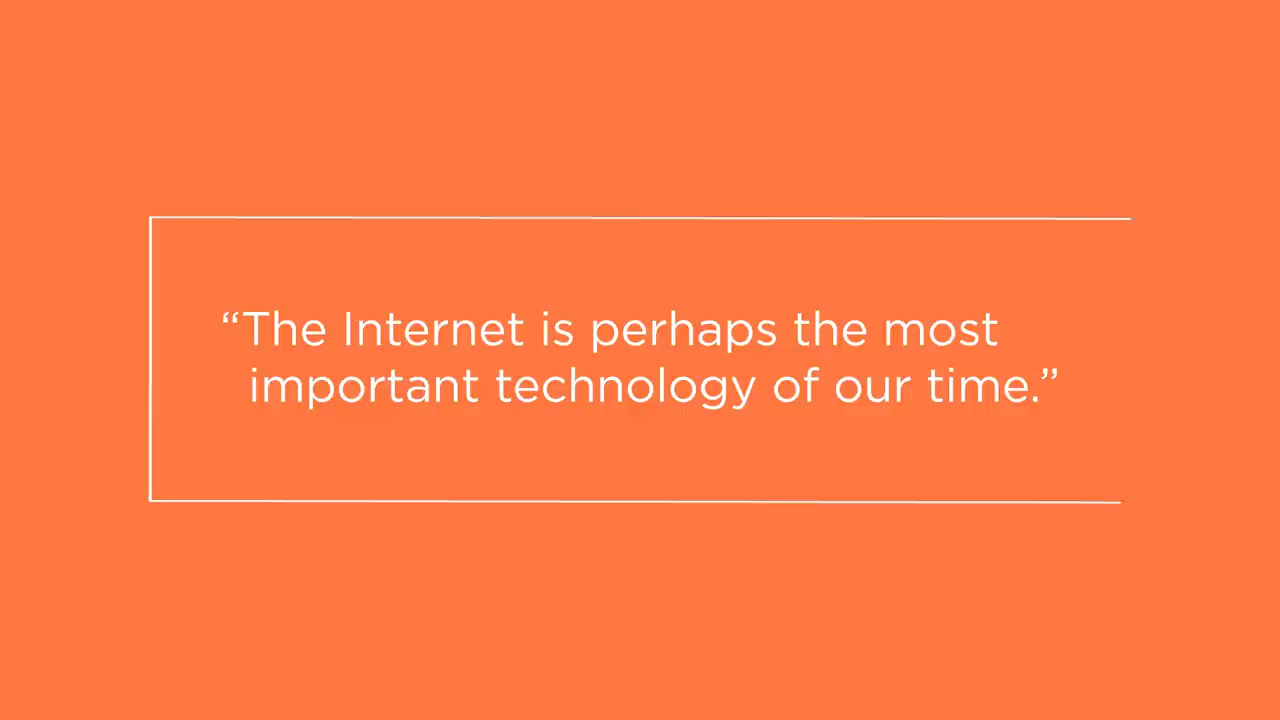 “The Internet is perhaps the most
important technology of our time.”